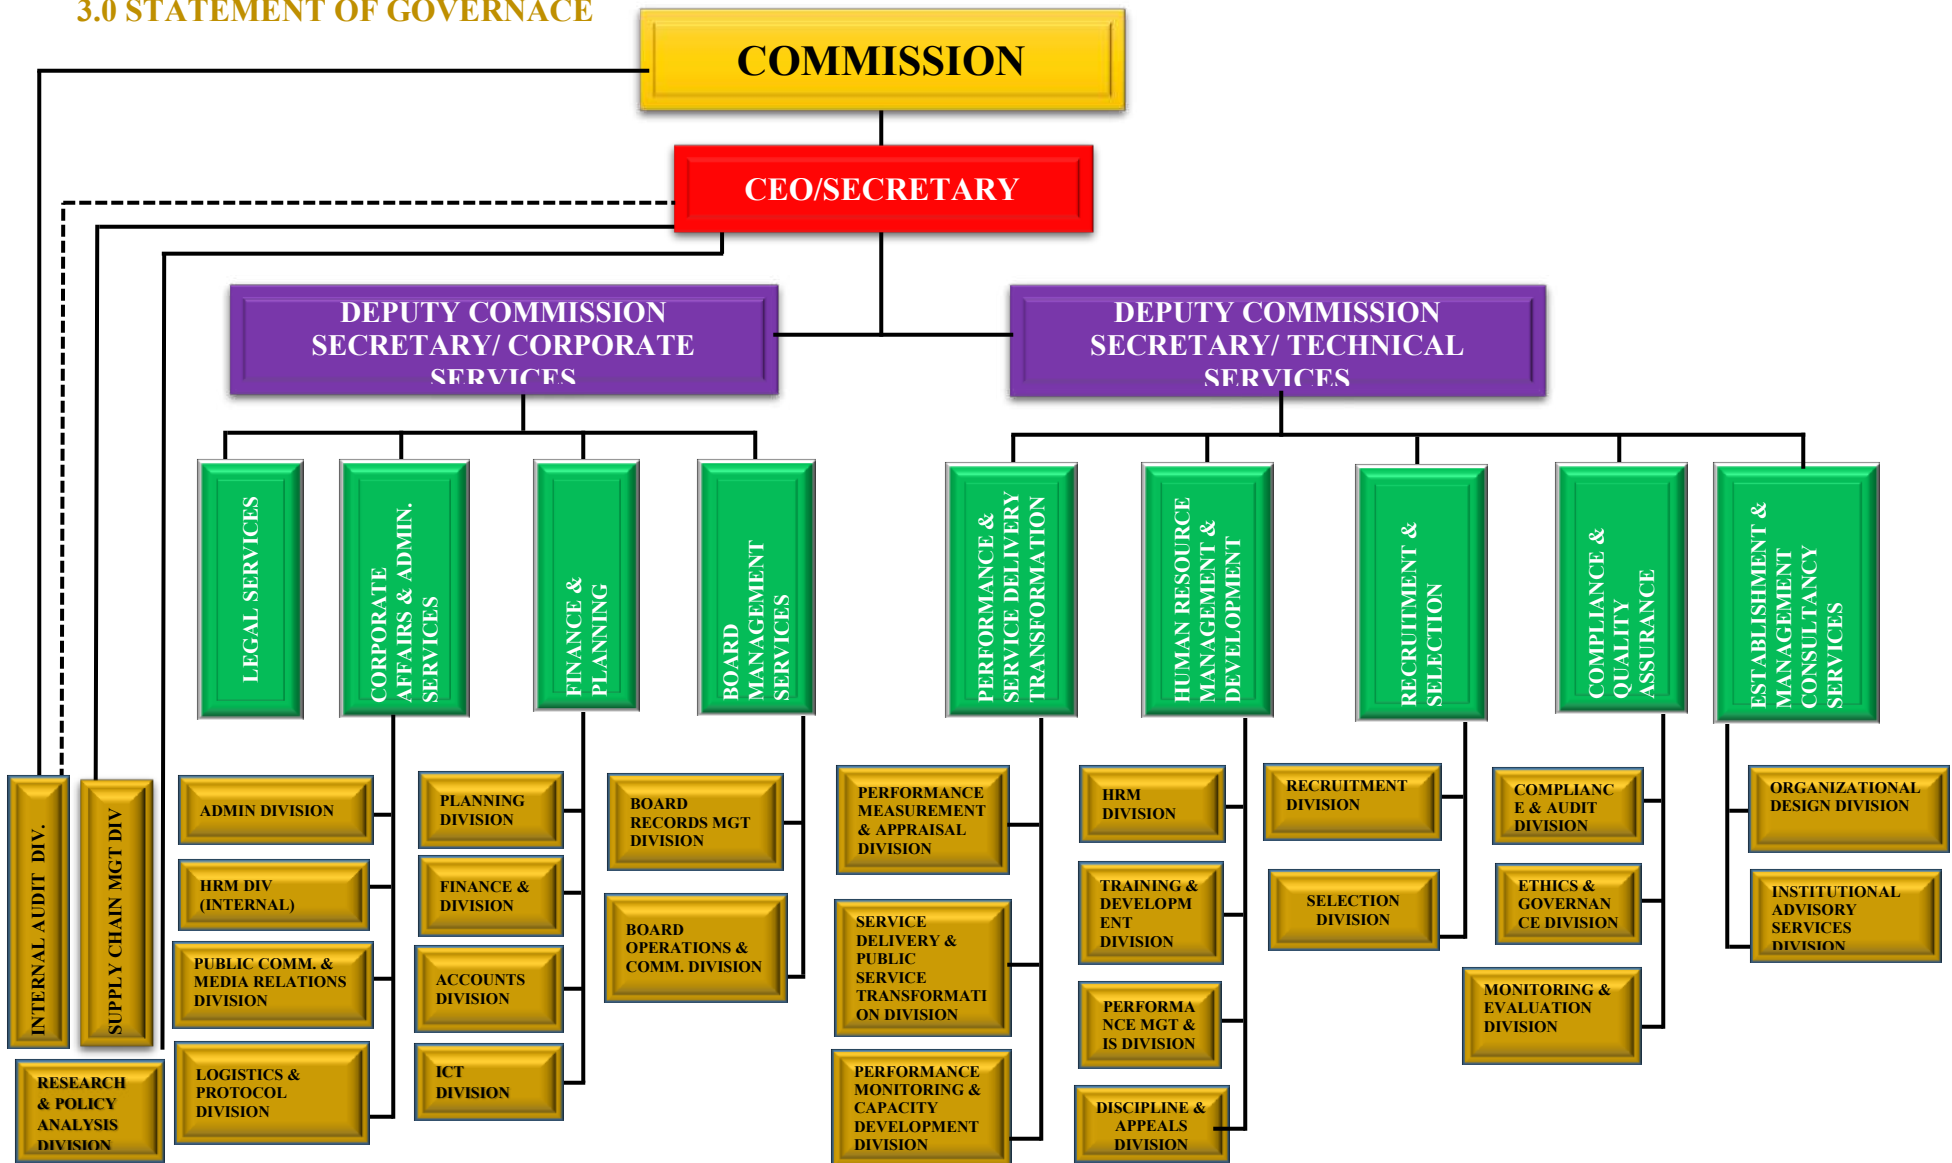 3.0 STATEMENT OF GOVERNACE
COMMISSION
CEO/SECRETARY
DEPUTY COMMISSION
SECRETARY/ CORPORATE
SERVICES
DEPUTY COMMISSION
SECRETARY/ TECHNICAL
SERVICES
LEGAL SERVICES
CORPORATE
AFFAIRS & ADMIN.
SERVICES
FINANCE &
PLANNING
BOARD
MANAGEMENT
SERVICES
PERFORMANCE &
SERVICE DELIVERY
TRANSFORMATION
HUMAN RESOURCE
MANAGEMENT &
DEVELOPMENT
RECRUITMENT &
SELECTION
COMPLIANCE &
QUALITY
ASSURANCE
ESTABLISHMENT &
MANAGEMENT
CONSULTANCY
SERVICES
INTERNAL AUDIT DIV.
SUPPLY CHAIN MGT DIV
RESEARCH
& POLICY
ANALYSIS
DIVISION
ADMIN DIVISION
HRM DIV
(INTERNAL)
PUBLIC COMM. &
MEDIA RELATIONS
DIVISION
LOGISTICS &
PROTOCOL
DIVISION
PLANNING
DIVISION
FINANCE &
DIVISION
ACCOUNTS
DIVISION
ICT
DIVISION
BOARD
RECORDS MGT
DIVISION
BOARD
OPERATIONS &
COMM. DIVISION
PERFORMANCE
MEASUREMENT
& APPRAISAL
DIVISION
SERVICE
DELIVERY &
PUBLIC
SERVICE
TRANSFORMATI
ON DIVISION
PERFORMANCE
MONITORING &
CAPACITY
DEVELOPMENT
DIVISION
HRM
DIVISION
TRAINING &
DEVELOPM
ENT
DIVISION
PERFORMA
NCE MGT &
IS DIVISION
DISCIPLINE &
APPEALS
DIVISION
RECRUITMENT
DIVISION
SELECTION
DIVISION
COMPLIANC
E & AUDIT
DIVISION
ETHICS &
GOVERNAN
CE DIVISION
MONITORING &
EVALUATION
DIVISION
ORGANIZATIONAL
DESIGN DIVISION
INSTITUTIONAL
ADVISORY
SERVICES
DIVISION